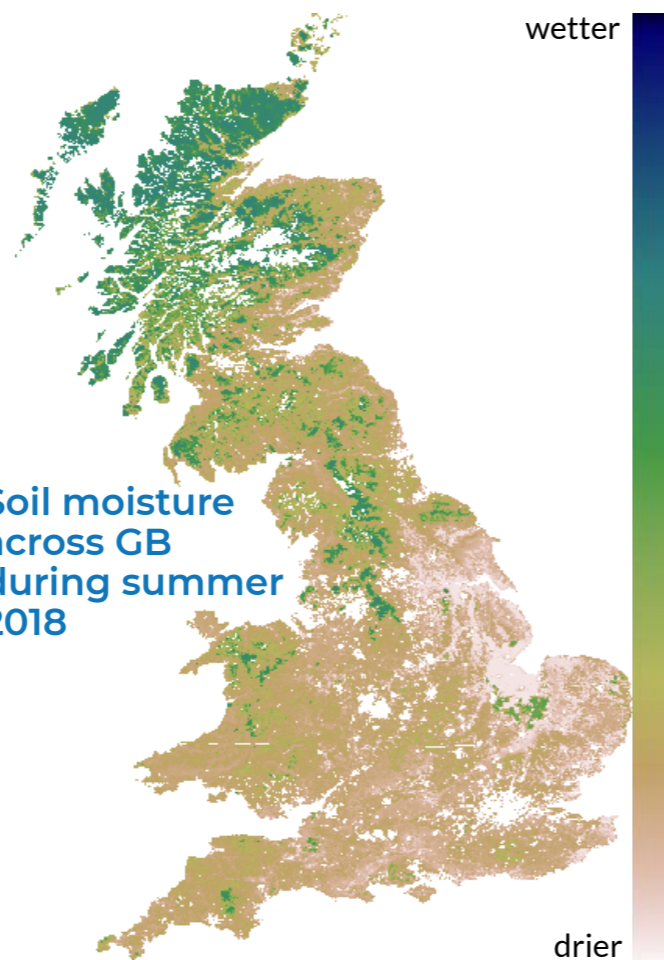 wetter
Soil moisture
across GB
during summer
2018
drier